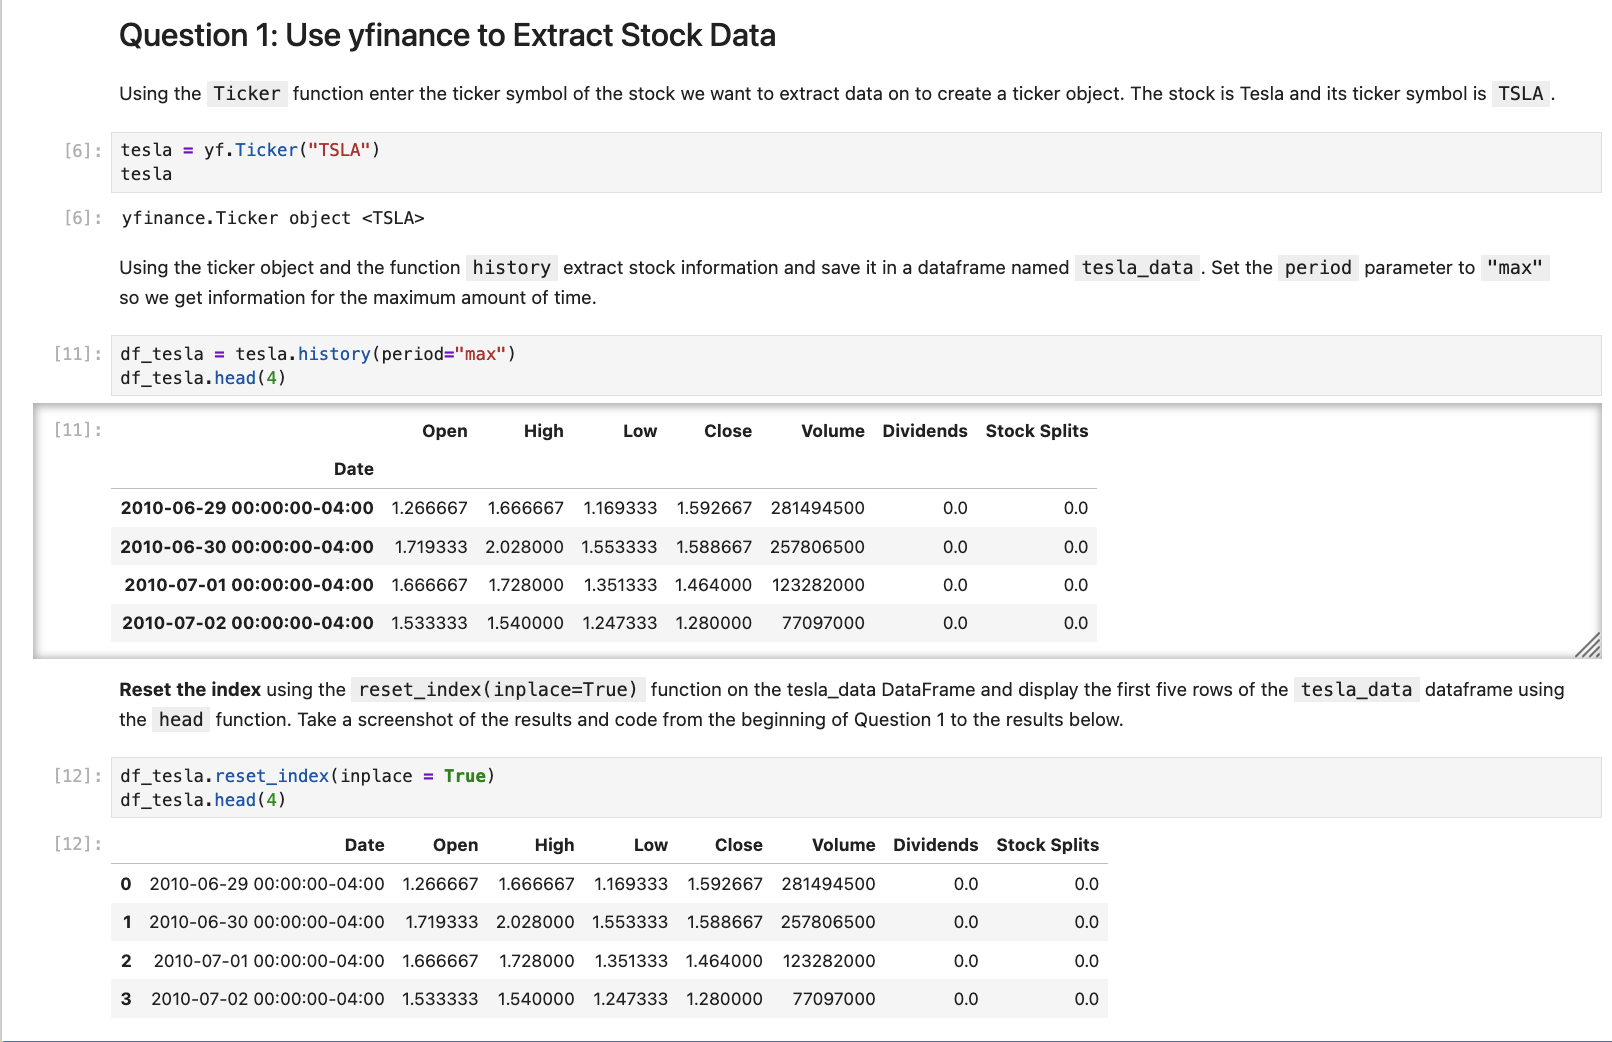 Question 1: Use yfinance to Extract Stock Data
Using the Ticker function enter the ticker symbol of the stock we want to extract data on to create a ticker object. The stock is Tesla and its ticker symbol is TSLA .
[6]: tesla = yf.Ticker("TSLA")
tesla
[6]: yfinance.Ticker object <TSLA>
Using the ticker object and the function history extract stock information and save it in a dataframe named tesla_data . Set the period parameter to "max"
so we get information for the maximum amount of time.
[11]: df_tesla = tesla.history(period="max")
df_tesla.head(4)
[11]: Open High Low Close Volume Dividends Stock Splits
Date
2010-06-29 00:00:00-04:00 1.266667 1.666667 1.169333 1.592667 281494500 0.0 0.0
2010-06-30 00:00:00-04:00 1.719333 2.028000 1.553333 1.588667 257806500 0.0 0.0
2010-07-01 00:00:00-04:00 1.666667 1.728000 1.351333 1.464000 123282000 0.0 0.0
2010-07-02 00:00:00-04:00 1.533333 1.540000 1.247333 1.280000 77097000 0.0 0.0
Reset the index using the reset_index(inplace=True) function on the tesla_data DataFrame and display the first five rows of the tesla_data dataframe using
the head function. Take a screenshot of the results and code from the beginning of Question 1 to the results below.
[12]: df_tesla.reset_index(inplace = True)
df_tesla.head(4)
[12]: Date Open High Low Close Volume Dividends Stock Splits
0 2010-06-29 00:00:00-04:00 1.266667 1.666667 1.169333 1.592667 281494500 0.0 0.0
1 2010-06-30 00:00:00-04:00 1.719333 2.028000 1.553333 1.588667 257806500 0.0 0.0
2 2010-07-01 00:00:00-04:00 1.666667 1.728000 1.351333 1.464000 123282000 0.0 0.0
3 2010-07-02 00:00:00-04:00 1.533333 1.540000 1.247333 1.280000 77097000 0.0 0.0